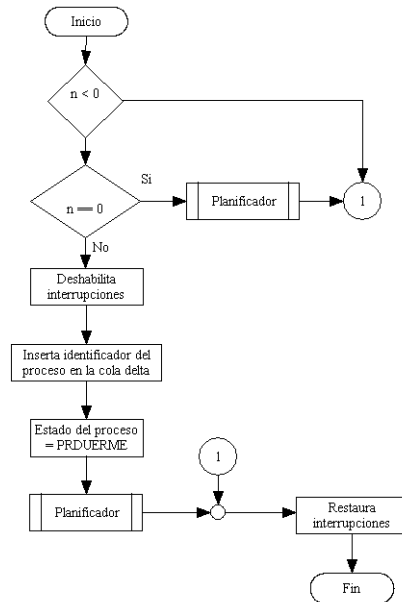 Inicio
n < 0
Si
n == 0
Planificador
1
No
Deshabilita
interrupciones
Inserta identificador del
proceso en la cola delta
Estado del proceso
= PRDUERME
1
Planificador
Restaura
interrupciones
Fin